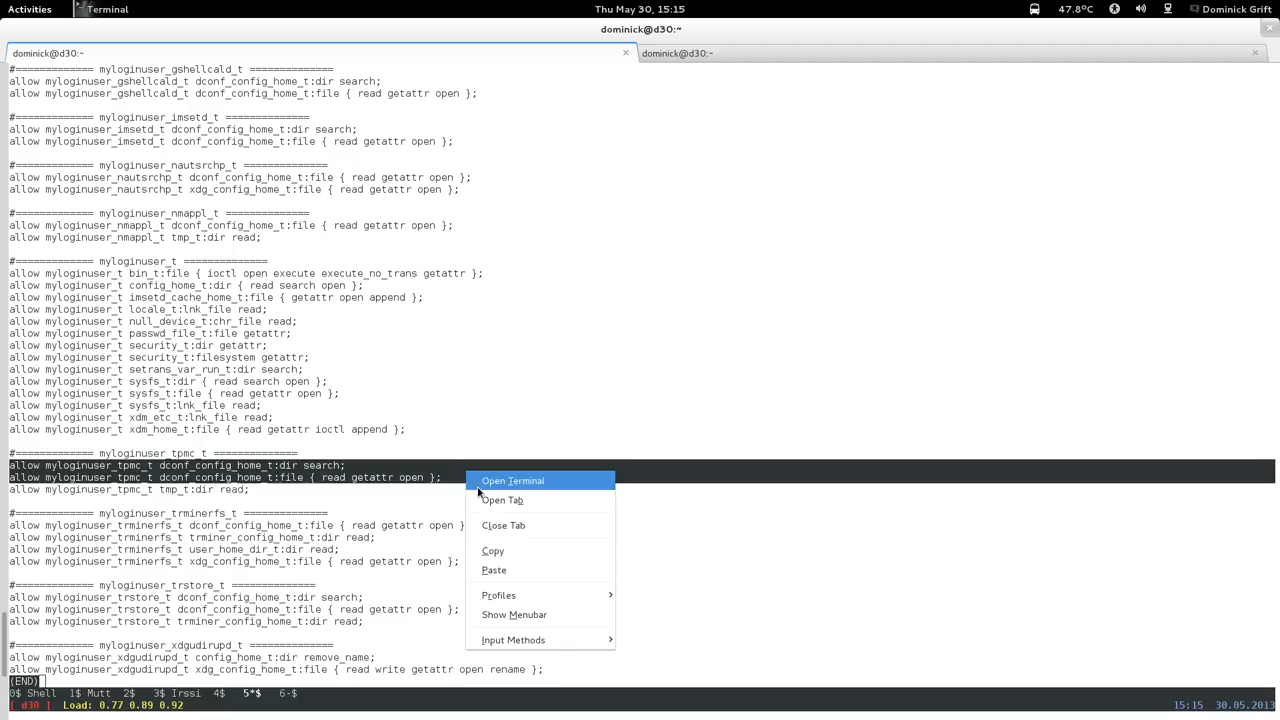 Activities Terminal Thu May 30, 15:15 47.8°C Dominick Grift
dominick@d30:~
dominick@d30:~ × dominick@d30:~ ×
#============= myloginuser_gshellcald_t ==============
allow myloginuser_gshellcald_t dconf_config_home_t:dir search;
allow myloginuser_gshellcald_t dconf_config_home_t:file { read getattr open };
#============= myloginuser_imsetd_t ==============
allow myloginuser_imsetd_t dconf_config_home_t:dir search;
allow myloginuser_imsetd_t dconf_config_home_t:file { read getattr open };
#============= myloginuser_nautsrchp_t ==============
allow myloginuser_nautsrchp_t dconf_config_home_t:file { read getattr open };
allow myloginuser_nautsrchp_t xdg_config_home_t:file { read getattr open };
#============= myloginuser_nmappl_t ==============
allow myloginuser_nmappl_t dconf_config_home_t:file { read getattr open };
allow myloginuser_nmappl_t tmp_t:dir read;
#============= myloginuser_t ==============
allow myloginuser_t bin_t:file { ioctl open execute execute_no_trans getattr };
allow myloginuser_t config_home_t:dir { read search open };
allow myloginuser_t imsetd_cache_home_t:file { getattr open append };
allow myloginuser_t locale_t:lnk_file read;
allow myloginuser_t null_device_t:chr_file read;
allow myloginuser_t passwd_file_t:file getattr;
allow myloginuser_t security_t:dir getattr;
allow myloginuser_t security_t:filesystem getattr;
allow myloginuser_t setrans_var_run_t:dir search;
allow myloginuser_t sysfs_t:dir { read search open };
allow myloginuser_t sysfs_t:file { read getattr open };
allow myloginuser_t sysfs_t:lnk_file read;
allow myloginuser_t xdm_etc_t:lnk_file read;
allow myloginuser_t xdm_home_t:file { read getattr ioctl append };
#============= myloginuser_tpmc_t ==============
allow myloginuser_tpmc_t dconf_config_home_t:dir search;
allow myloginuser_tpmc_t dconf_config_home_t:file { read getattr open };
allow myloginuser_tpmc_t tmp_t:dir read;
#============= myloginuser_trminerfs_t ==============
allow myloginuser_trminerfs_t dconf_config_home_t:file { read getattr open }
allow myloginuser_trminerfs_t trminer_config_home_t:dir read;
allow myloginuser_trminerfs_t user_home_dir_t:dir read;
allow myloginuser_trminerfs_t xdg_config_home_t:file { read getattr open };
#============= myloginuser_trstore_t ==============
allow myloginuser_trstore_t dconf_config_home_t:dir search;
allow myloginuser_trstore_t dconf_config_home_t:file { read getattr open };
allow myloginuser_trstore_t trminer_config_home_t:dir read;
#============= myloginuser_xdgudirupd_t ==============
allow myloginuser_xdgudirupd_t config_home_t:dir remove_name;
allow myloginuser_xdgudirupd_t xdg_config_home_t:file { read write getattr open rename };
(END)
0$ Shell 1$ Mutt 2$ 3$ Irssi 4$ 5*$ 6-$
[ d30 ] Load: 0.77 0.89 0.92 15:15 30.05.2013
Open Terminal
Open Tab
Close Tab
Copy
Paste
Profiles
Show Menubar
Input Methods